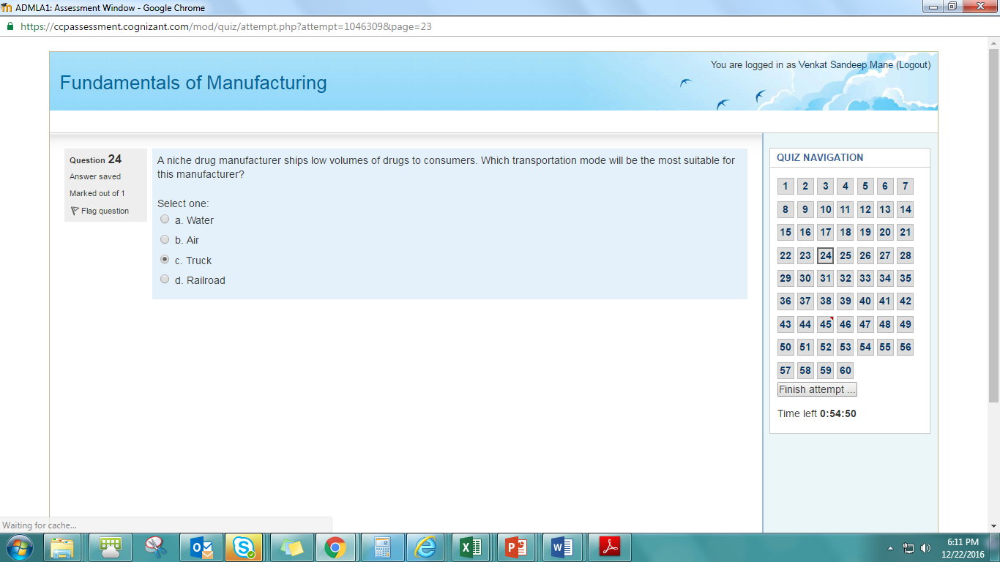 ADMLA1: Assessment Window - Google Chrome
https://ccpassessment.cognizant.com/mod/quiz/attempt.php?attempt=1046309&page=23
You are logged in as Venkat Sandeep Mane (Logout)
Fundamentals of Manufacturing
Question 24
Answer saved
Marked out of 1
Flag question
A niche drug manufacturer ships low volumes of drugs to consumers. Which transportation mode will be the most suitable for
this manufacturer?
Select one:
a. Water
b. Air
c. Truck
d. Railroad
QUIZ NAVIGATION
1 2 3 4 5 6 7
8 9 10 11 12 13 14
15 16 17 18 19 20 21
22 23 24 25 26 27 28
29 30 31 32 33 34 35
36 37 38 39 40 41 42
43 44 45 46 47 48 49
50 51 52 53 54 55 56
57 58 59 60
Finish attempt ...
Time left 0:54:50
Waiting for cache...
6:11 PM
12/22/2016